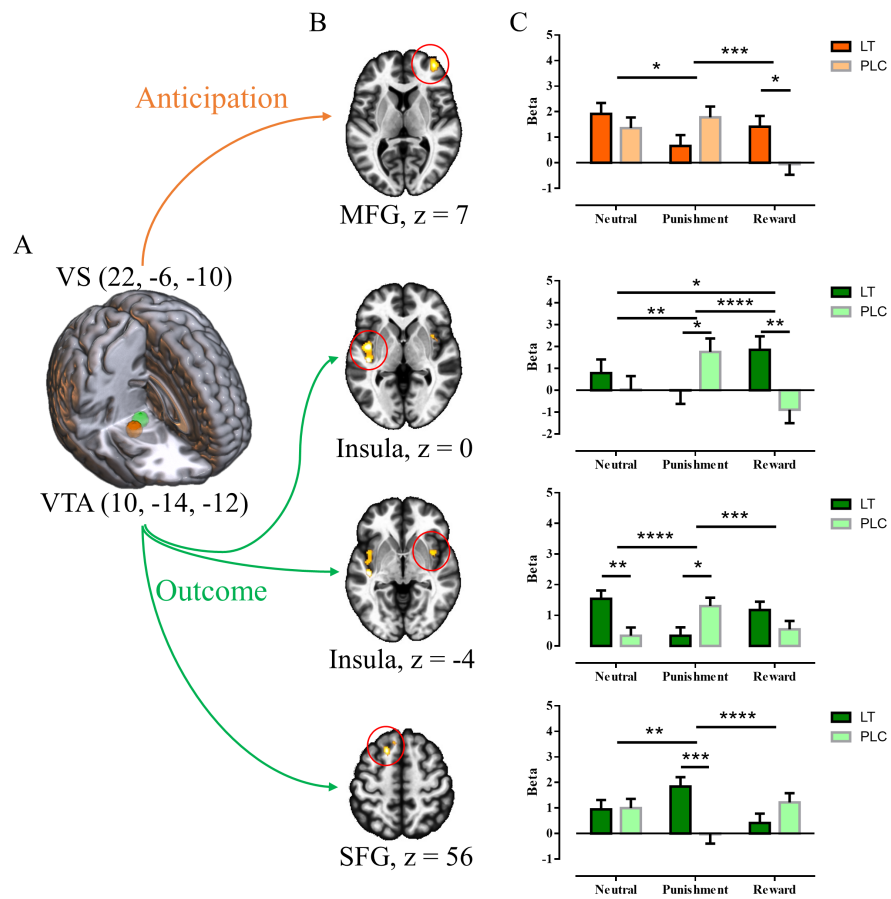 A
VS (22, -6, -10)
VTA (10, -14, -12)
Anticipation
Outcome
B
MFG, z = 7
Insula, z = 0
Insula, z = -4
SFG, z = 56
C
5
4
3
2
1
0
-1
Beta
*
***
*
LT
PLC
Neutral Punishment Reward
5
4
3
2
1
0
-1
-2
Beta
*
**
****
*
**
LT
PLC
Neutral Punishment Reward
5
4
3
2
1
0
Beta
****
***
**
*
LT
PLC
Neutral Punishment Reward
5
4
3
2
1
0
-1
Beta
**
****
***
LT
PLC
Neutral Punishment Reward